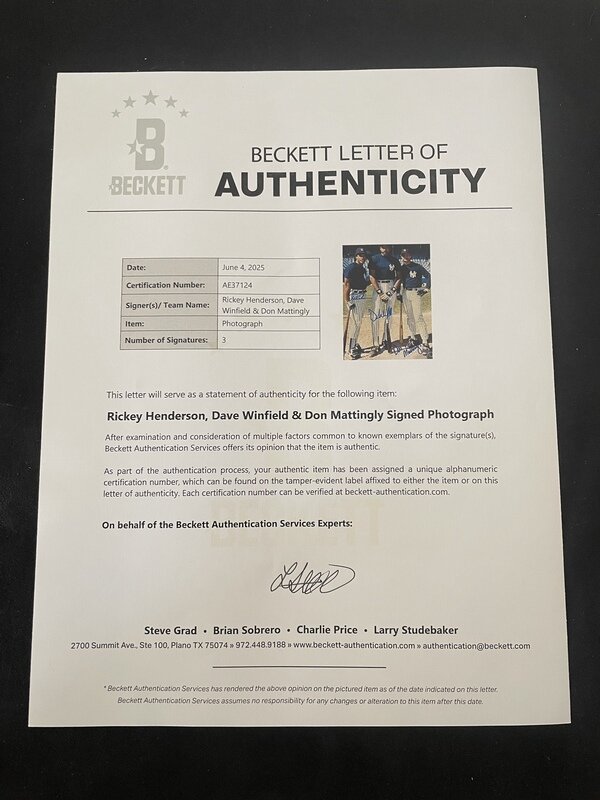 B
BECKETT
BECKETT LETTER OF
AUTHENTICITY
Date: June 4, 2025
Certification Number: AE37124
Signer(s)/ Team Name: Rickey Henderson, Dave
Winfield & Don Mattingly
Item: Photograph
Number of Signatures: 3
This letter will serve as a statement of authenticity for the following item:
Rickey Henderson, Dave Winfield & Don Mattingly Signed Photograph
After examination and consideration of multiple factors common to known exemplars of the signature(s),
Beckett Authentication Services offers its opinion that the item is authentic.
As part of the authentication process, your authentic item has been assigned a unique alphanumeric
certification number, which can be found on the tamper-evident label affixed to either the item or on this
letter of authenticity. Each certification number can be verified at beckett-authentication.com.
BECKETT
On behalf of the Beckett Authentication Services Experts:
Steve Grad • Brian Sobrero • Charlie Price • Larry Studebaker
2700 Summit Ave., Ste 100, Plano TX 75074 » 972.448.9188 » www.beckett-authentication.com » authentication@beckett.com
* Beckett Authentication Services has rendered the above opinion on the pictured item as of the date indicated on this letter.
Beckett Authentication Services assumes no responsibility for any changes or alteration to this item after this date.